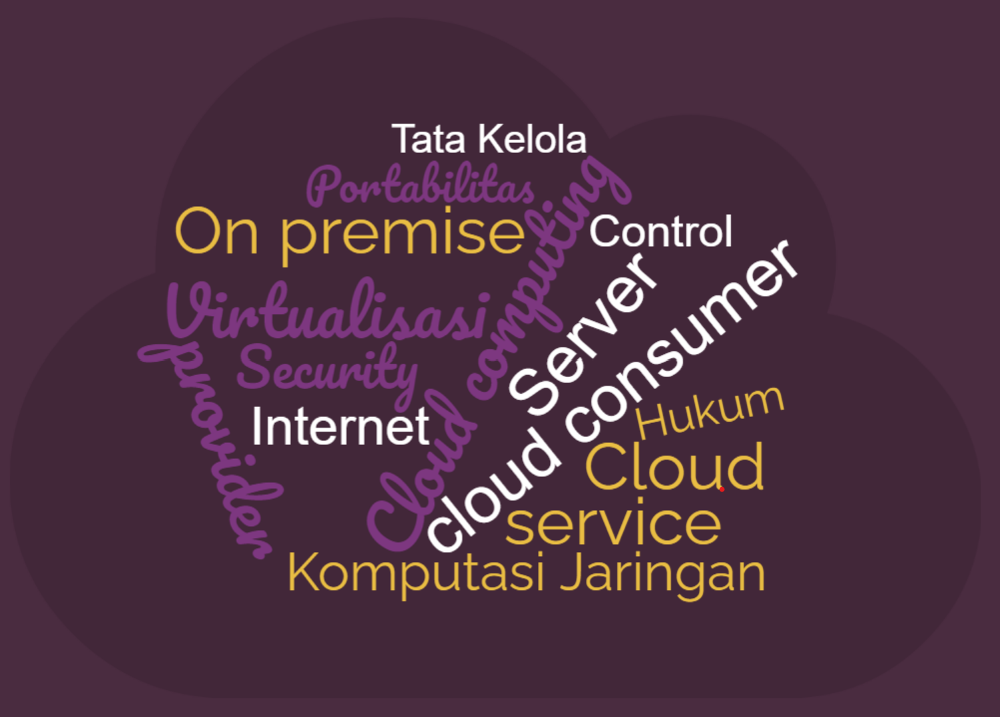 Tata Kelola
Portabilitas
On premise
Cloud computing
Control
Virtualisasi
Server
cloud consumer
provider
Security
Internet
Hukum
Cloud
service
Komputasi Jaringan